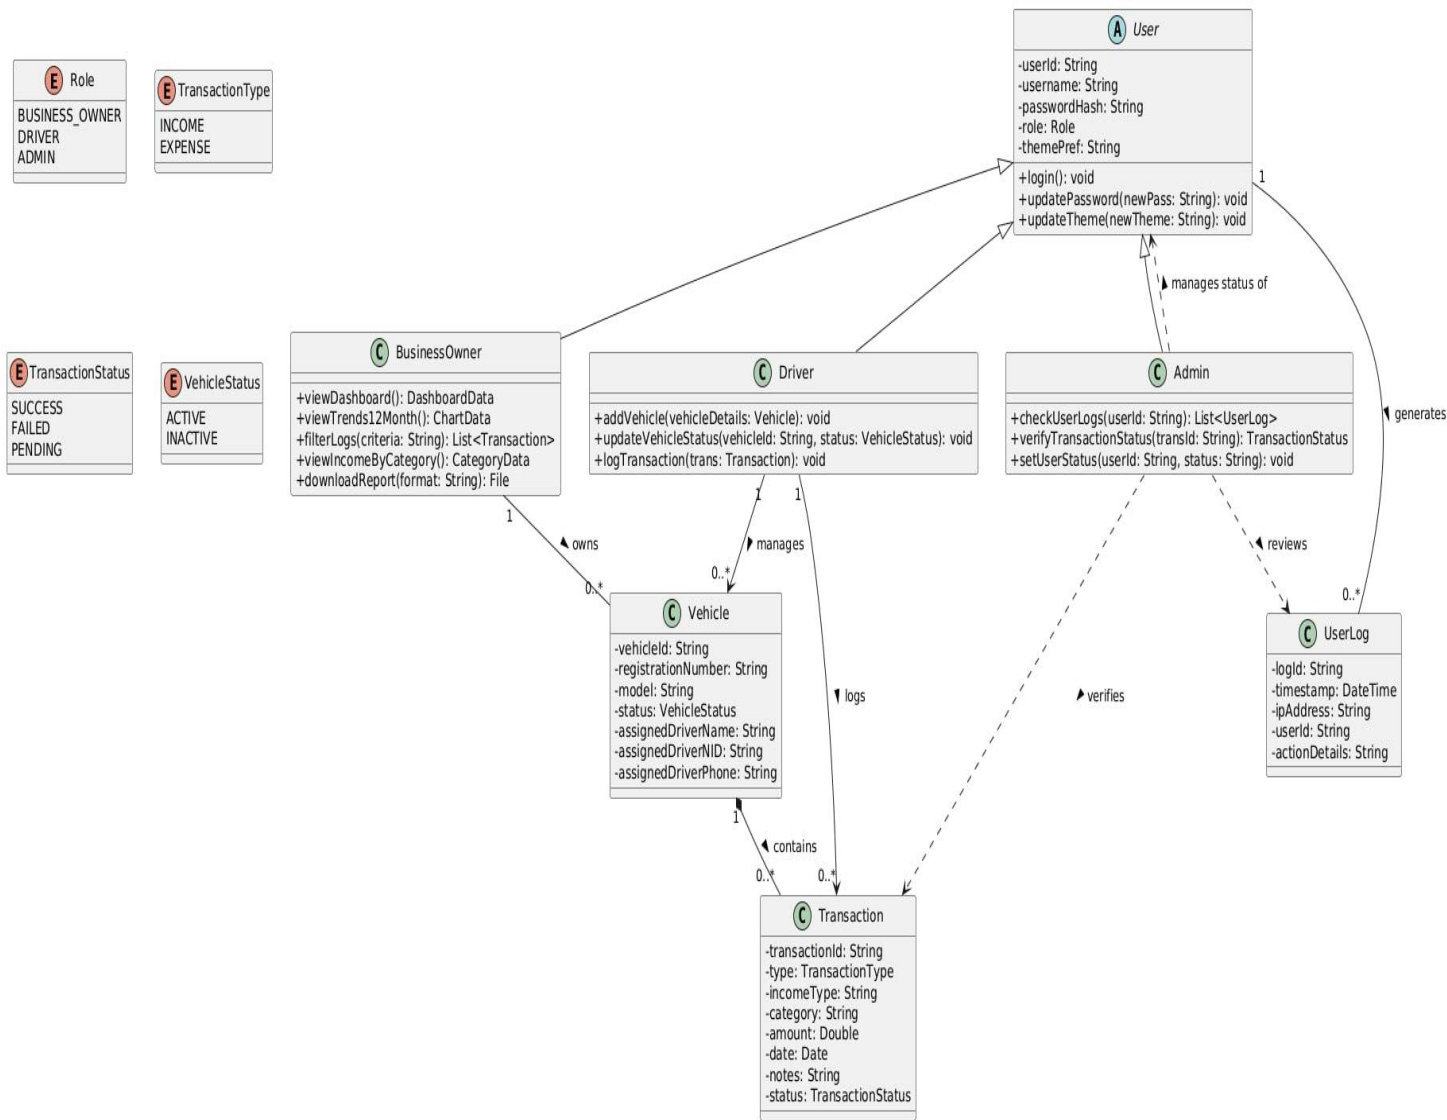 E Role
BUSINESS_OWNER
DRIVER
ADMIN
E TransactionType
INCOME
EXPENSE
A User
-userId: String
-username: String
-passwordHash: String
-role: Role
-themePref: String
+login(): void
+updatePassword(newPass: String): void
+updateTheme(newTheme: String): void
1
manages status of
E TransactionStatus
SUCCESS
FAILED
PENDING
E VehicleStatus
ACTIVE
INACTIVE
C BusinessOwner
+viewDashboard(): DashboardData
+viewTrends12Month(): ChartData
+filterLogs(criteria: String): List<Transaction>
+viewIncomeByCategory(): CategoryData
+downloadReport(format: String): File
C Driver
+addVehicle(vehicleDetails: Vehicle): void
+updateVehicleStatus(vehicleId: String, status: VehicleStatus): void
+logTransaction(trans: Transaction): void
C Admin
+checkUserLogs(userId: String): List<UserLog>
+verifyTransactionStatus(transId: String): TransactionStatus
+setUserStatus(userId: String, status: String): void
generates
1
1
1
owns
manages
reviews
0..*
0..*
0..*
C Vehicle
-vehicleId: String
-registrationNumber: String
-model: String
-status: VehicleStatus
-assignedDriverName: String
-assignedDriverNID: String
-assignedDriverPhone: String
logs
verifies
C UserLog
-logId: String
-timestamp: DateTime
-ipAddress: String
-userId: String
-actionDetails: String
1
contains
0..*
0..*
C Transaction
-transactionId: String
-type: TransactionType
-incomeType: String
-category: String
-amount: Double
-date: Date
-notes: String
-status: TransactionStatus